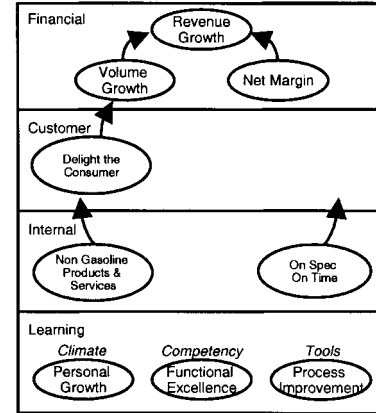 Financial
Revenue
Growth
Volume
Growth
Net Margin
Customer
Delight the
Consumer
Internal
Non Gasoline
Products &
Services
On Spec
On Time
Learning
Climate
Competency
Tools
Personal
Growth
Functional
Excellence
Process
Improvement